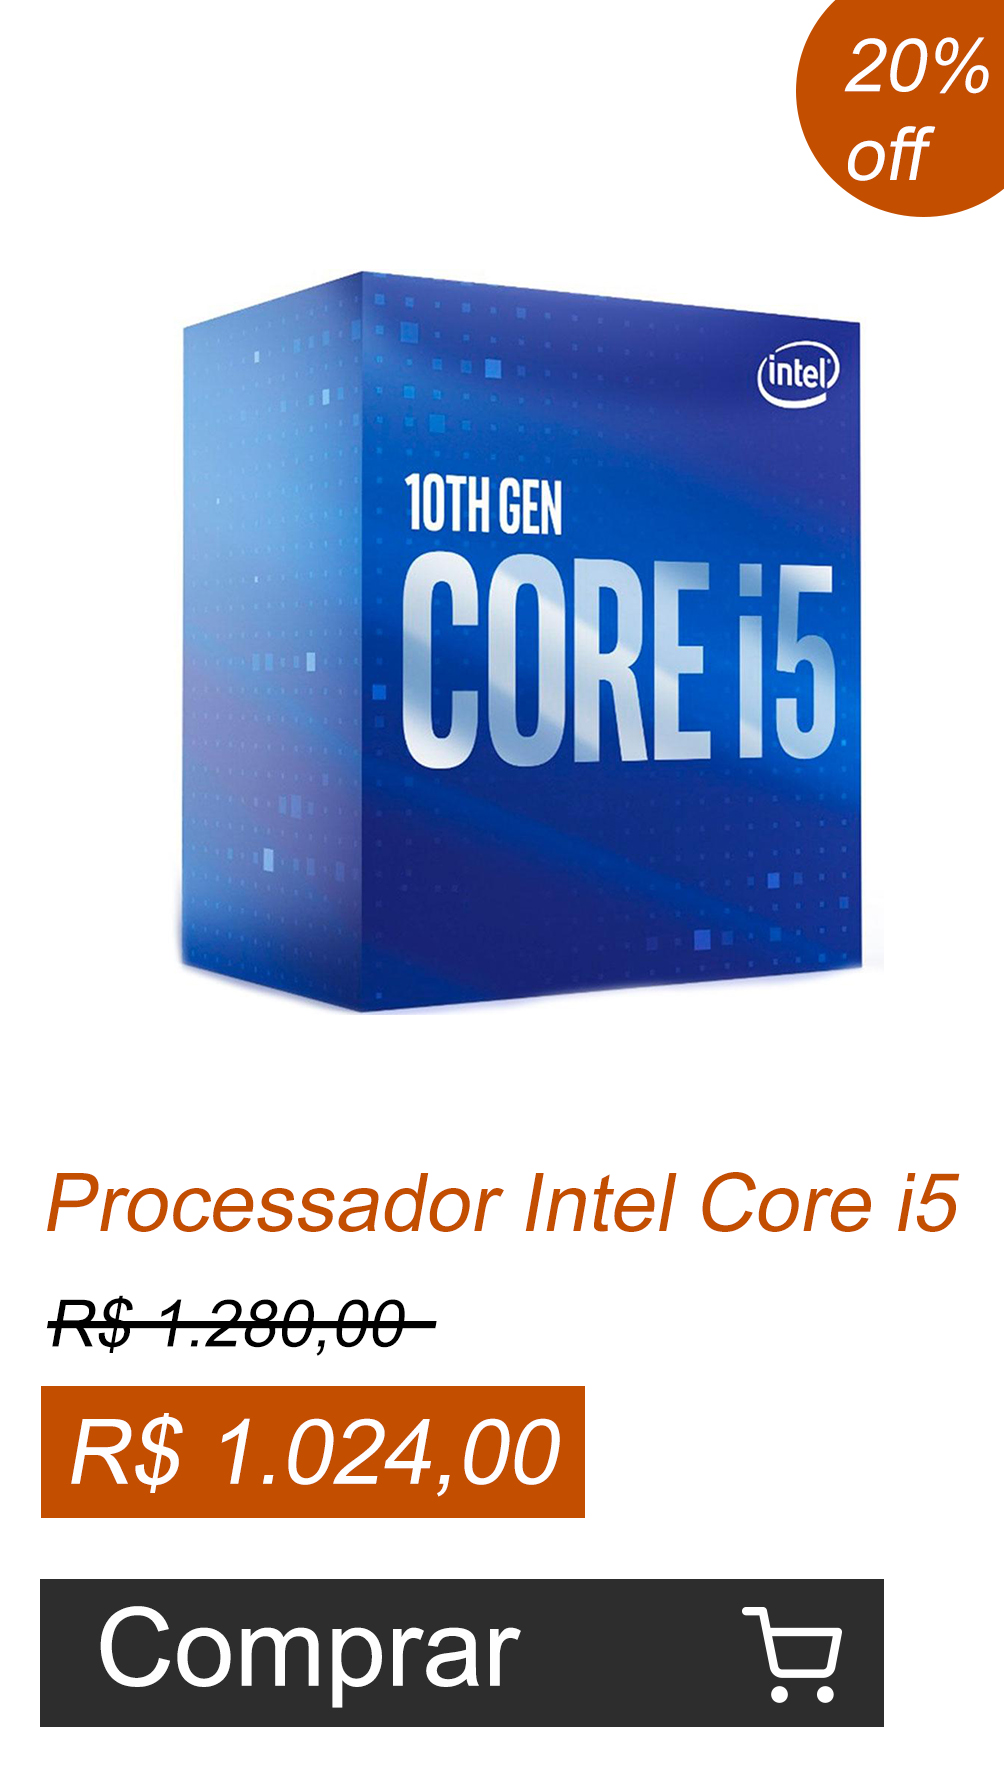 20%
off
intel
10TH GEN
CORE i5
Processador Intel Core i5
R$ 1.280,00
R$ 1.024,00
Comprar